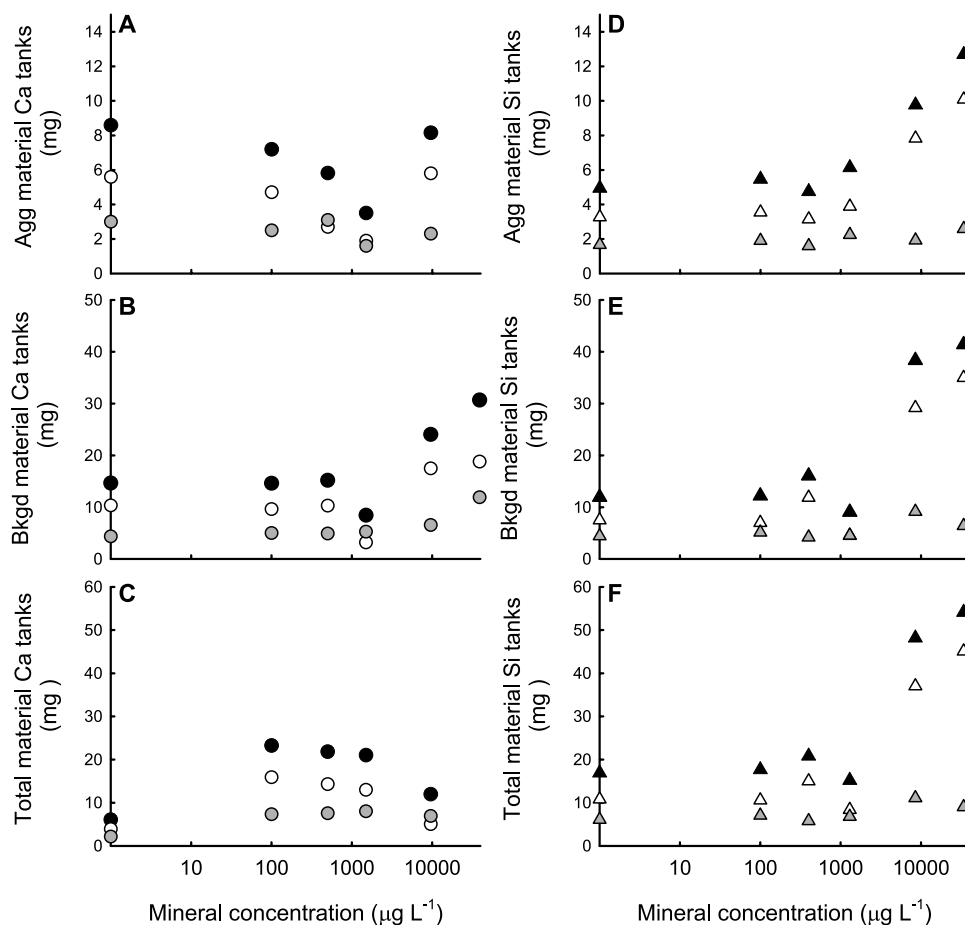 A
Agg material Ca tanks
(mg)
14
12
10
8
6
4
2
0
D
Agg material Si tanks
(mg)
14
12
10
8
6
4
2
0
B
Bkgd material Ca tanks
(mg)
50
40
30
20
10
0
E
Bkgd material Si tanks
(mg)
50
40
30
20
10
0
C
Total material Ca tanks
(mg )
60
50
40
30
20
10
0
10 100 1000 10000
Mineral concentration (μg L⁻¹)
F
Total material Si tanks
(mg )
60
50
40
30
20
10
0
10 100 1000 10000
Mineral concentration (μg L⁻¹)